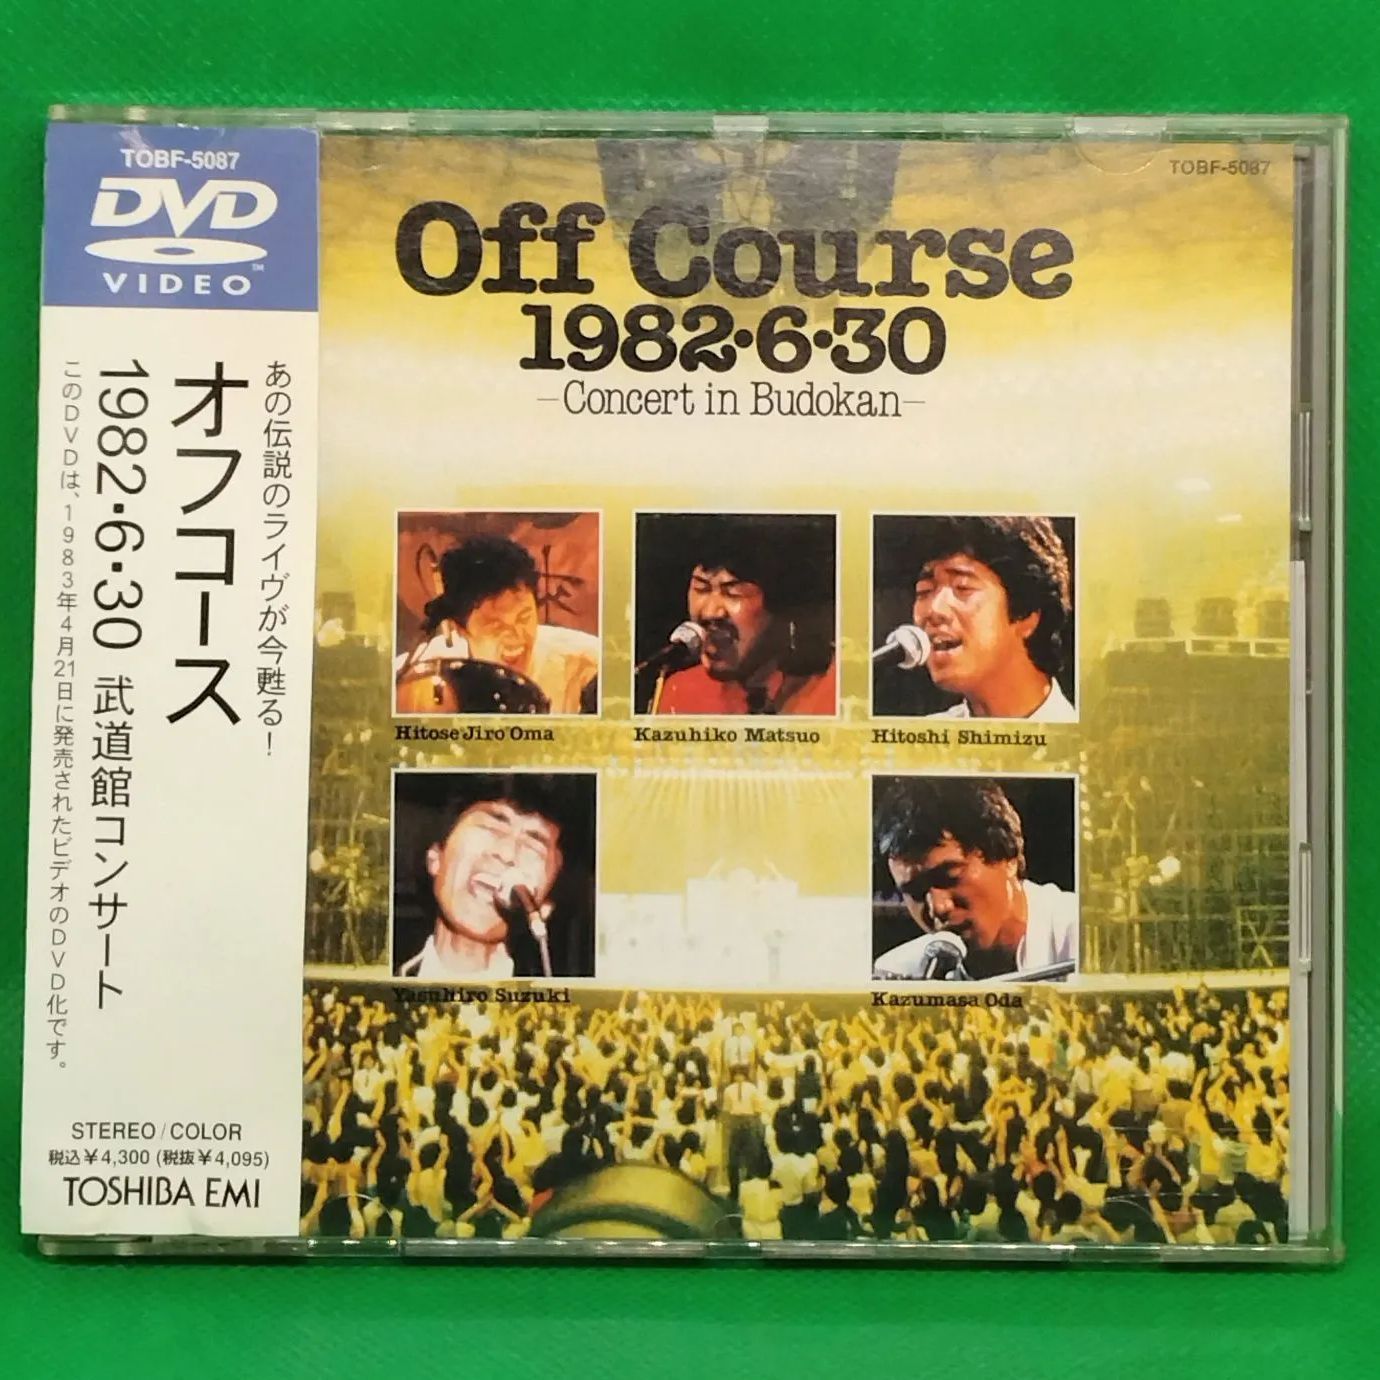 TOBF-5087
DVD
VIDEO™
あの伝説のライヴが今甦る!
オフコース
1982・6・30 武道館コンサート
このDVDは、1983年4月21日に発売されたビデオのDVD化です。
STEREO/COLOR
税込¥4,300(税抜¥4,095)
TOSHIBA EMI
TOBF-5087
Off Course
1982・6・30
–Concert in Budokan–
Hitose"Jiro"Oma
Kazuhiko Matsuo
Hitoshi Shimizu
Yasuhiro Suzuki
Kazumasa Oda